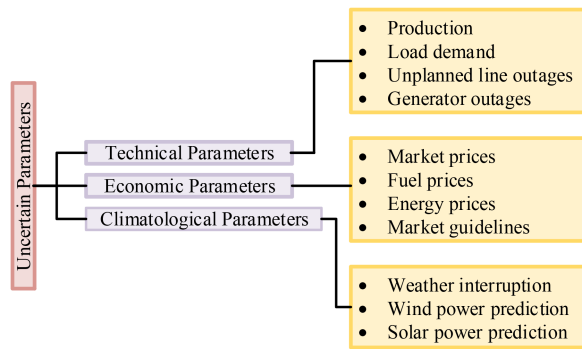 Uncertain Parameters
Technical Parameters
Economic Parameters
Climatological Parameters
• Production
• Load demand
• Unplanned line outages
• Generator outages
• Market prices
• Fuel prices
• Energy prices
• Market guidelines
• Weather interruption
• Wind power prediction
• Solar power prediction